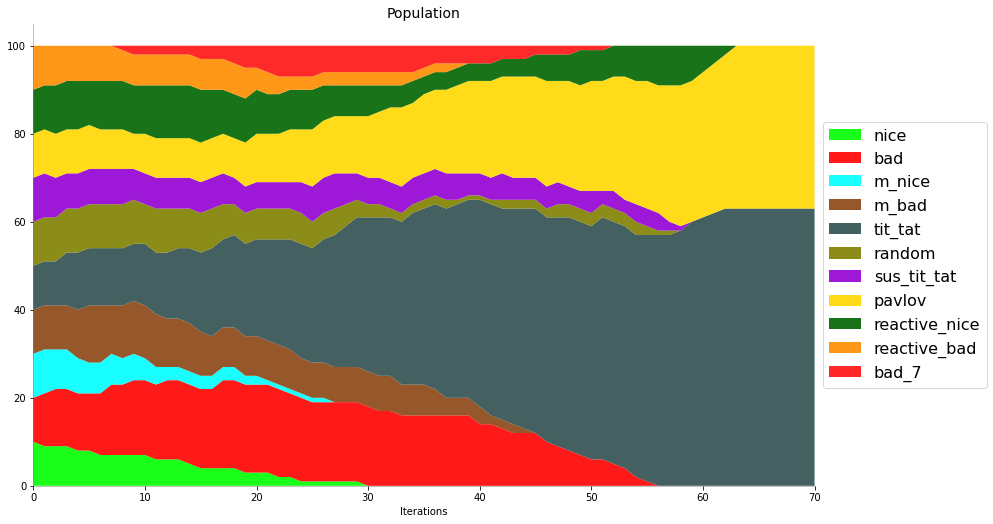 Population
100
80
60
40
20
0
0 10 20 30 40 50 60 70
Iterations
nice
bad
m_nice
m_bad
tit_tat
random
sus_tit_tat
pavlov
reactive_nice
reactive_bad
bad_7